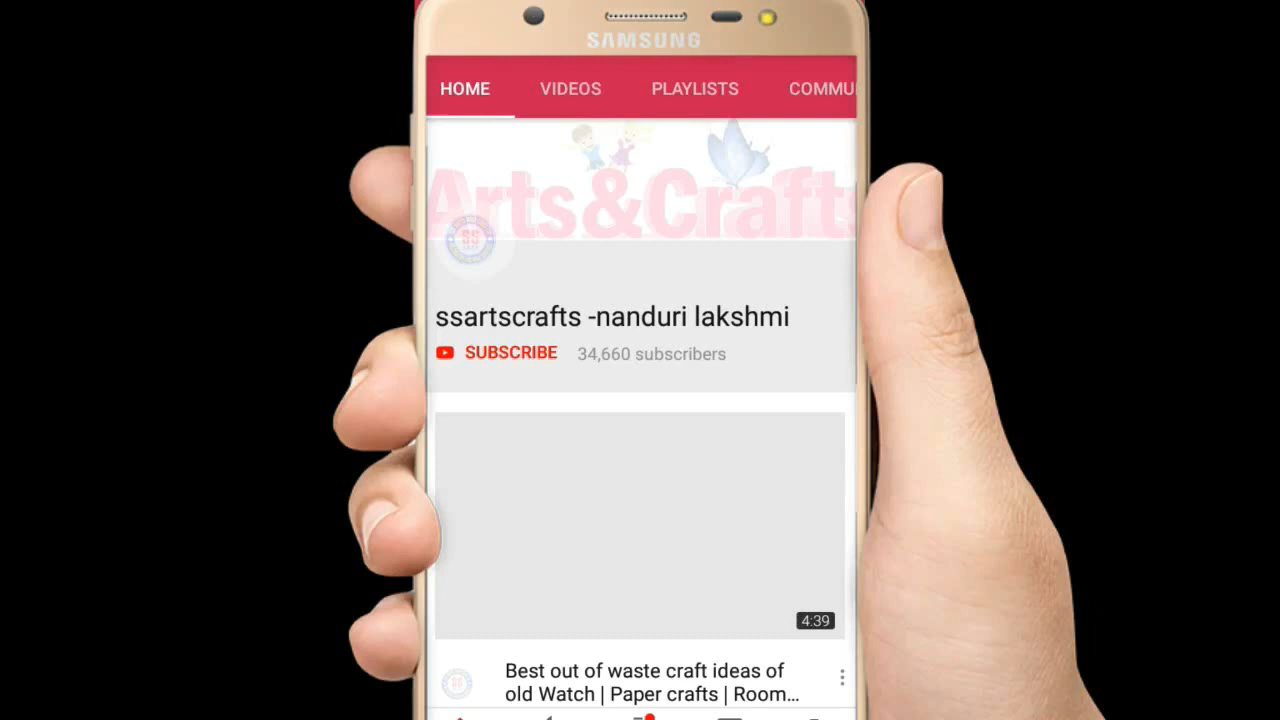 SAMSUNG
HOME VIDEOS PLAYLISTS COMMU
Arts&Crafts
SS
ssartscrafts -nanduri lakshmi
SUBSCRIBE 34,660 subscribers
4:39
Best out of waste craft ideas of
old Watch | Paper crafts | Room...